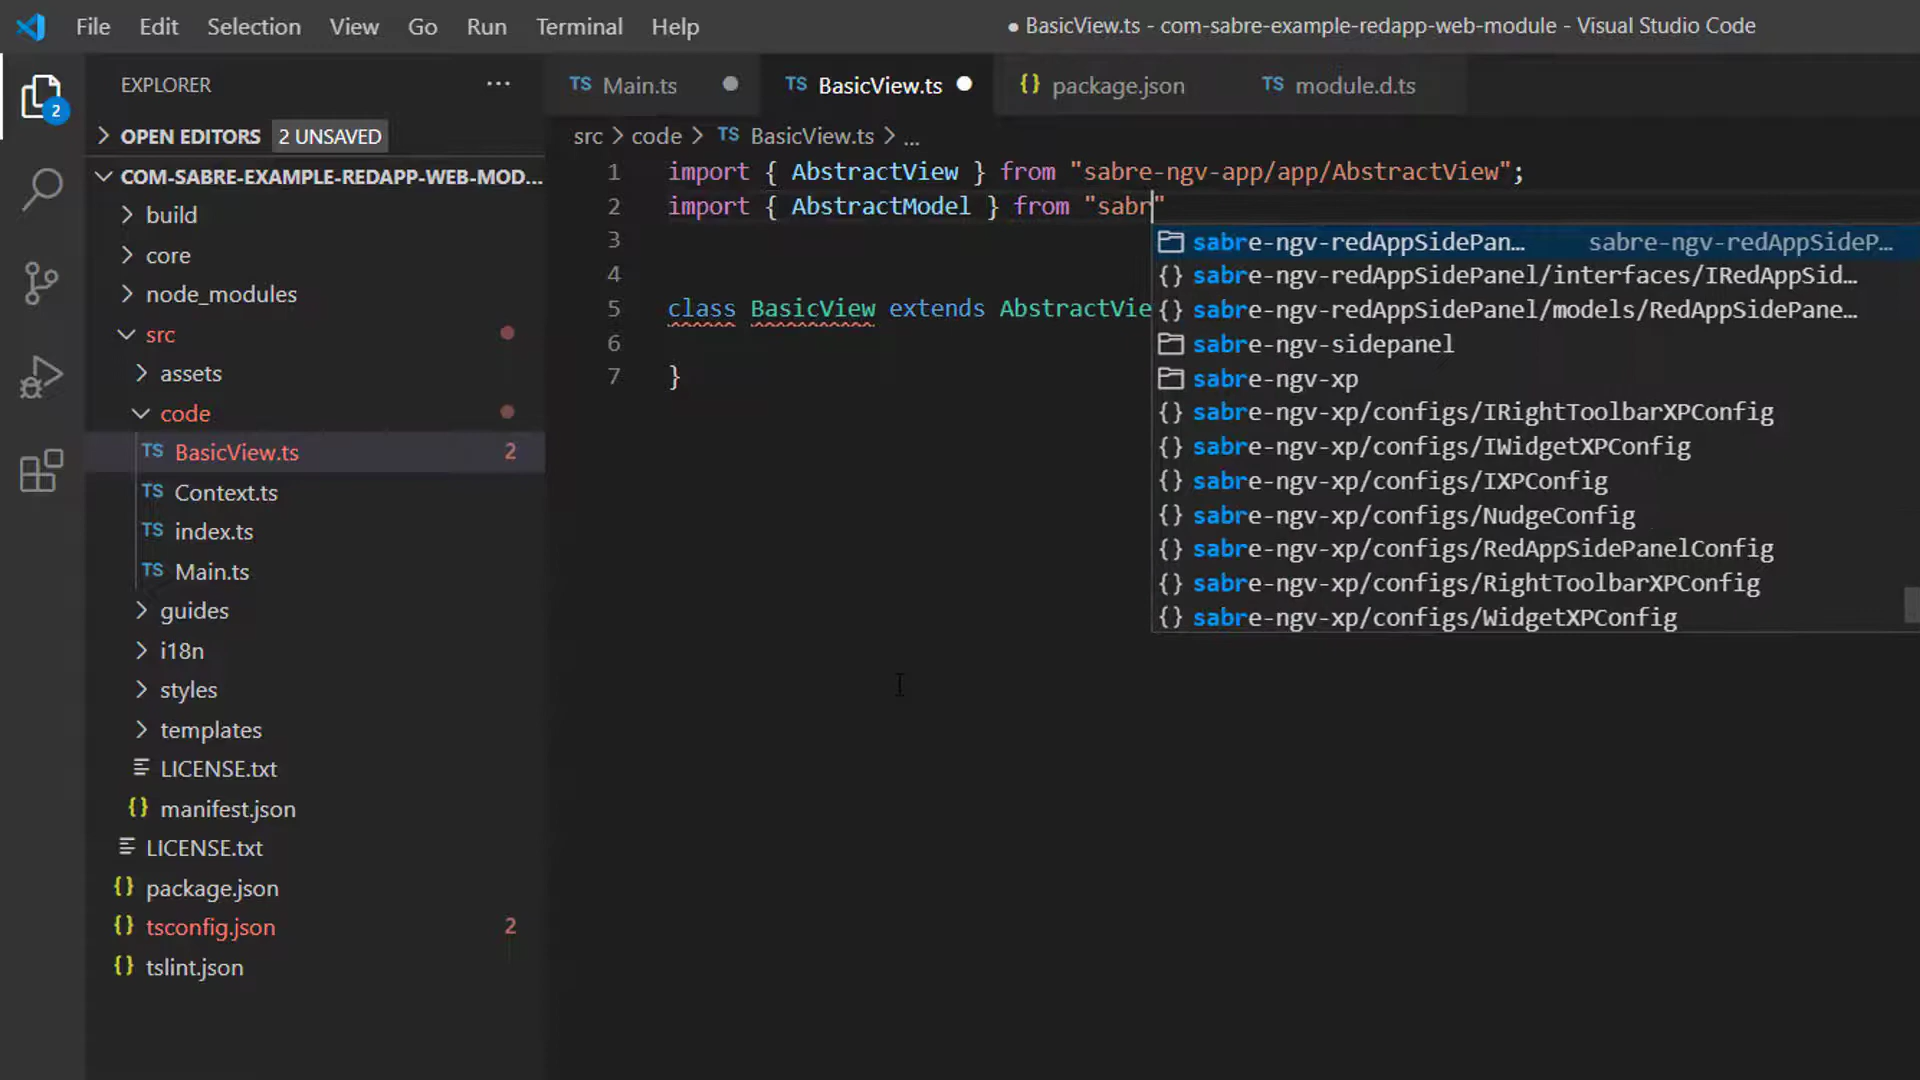 File Edit Selection View Go Run Terminal Help ● BasicView.ts - com-sabre-example-redapp-web-module - Visual Studio Code
EXPLORER ···
TS Main.ts
TS BasicView.ts
{} package.json
TS module.d.ts
2
OPEN EDITORS 2 UNSAVED
COM-SABRE-EXAMPLE-REDAPP-WEB-MOD...
build
core
node_modules
src
assets
code
TS BasicView.ts 2
TS Context.ts
TS index.ts
TS Main.ts
guides
i18n
styles
templates
LICENSE.txt
{} manifest.json
LICENSE.txt
{} package.json
{} tsconfig.json 2
{} tslint.json
src > code > TS BasicView.ts > ...
1 import { AbstractView } from "sabre-ngv-app/app/AbstractView";
2 import { AbstractModel } from "sabr"
3
4
5 class BasicView extends AbstractVie
6
7 }
sabre-ngv-redAppSidePan... sabre-ngv-redAppSideP...
{} sabre-ngv-redAppSidePanel/interfaces/IRedAppSid...
{} sabre-ngv-redAppSidePanel/models/RedAppSidePane...
sabre-ngv-sidepanel
sabre-ngv-xp
{} sabre-ngv-xp/configs/IRightToolbarXPConfig
{} sabre-ngv-xp/configs/IWidgetXPConfig
{} sabre-ngv-xp/configs/IXPConfig
{} sabre-ngv-xp/configs/NudgeConfig
{} sabre-ngv-xp/configs/RedAppSidePanelConfig
{} sabre-ngv-xp/configs/RightToolbarXPConfig
{} sabre-ngv-xp/configs/WidgetXPConfig